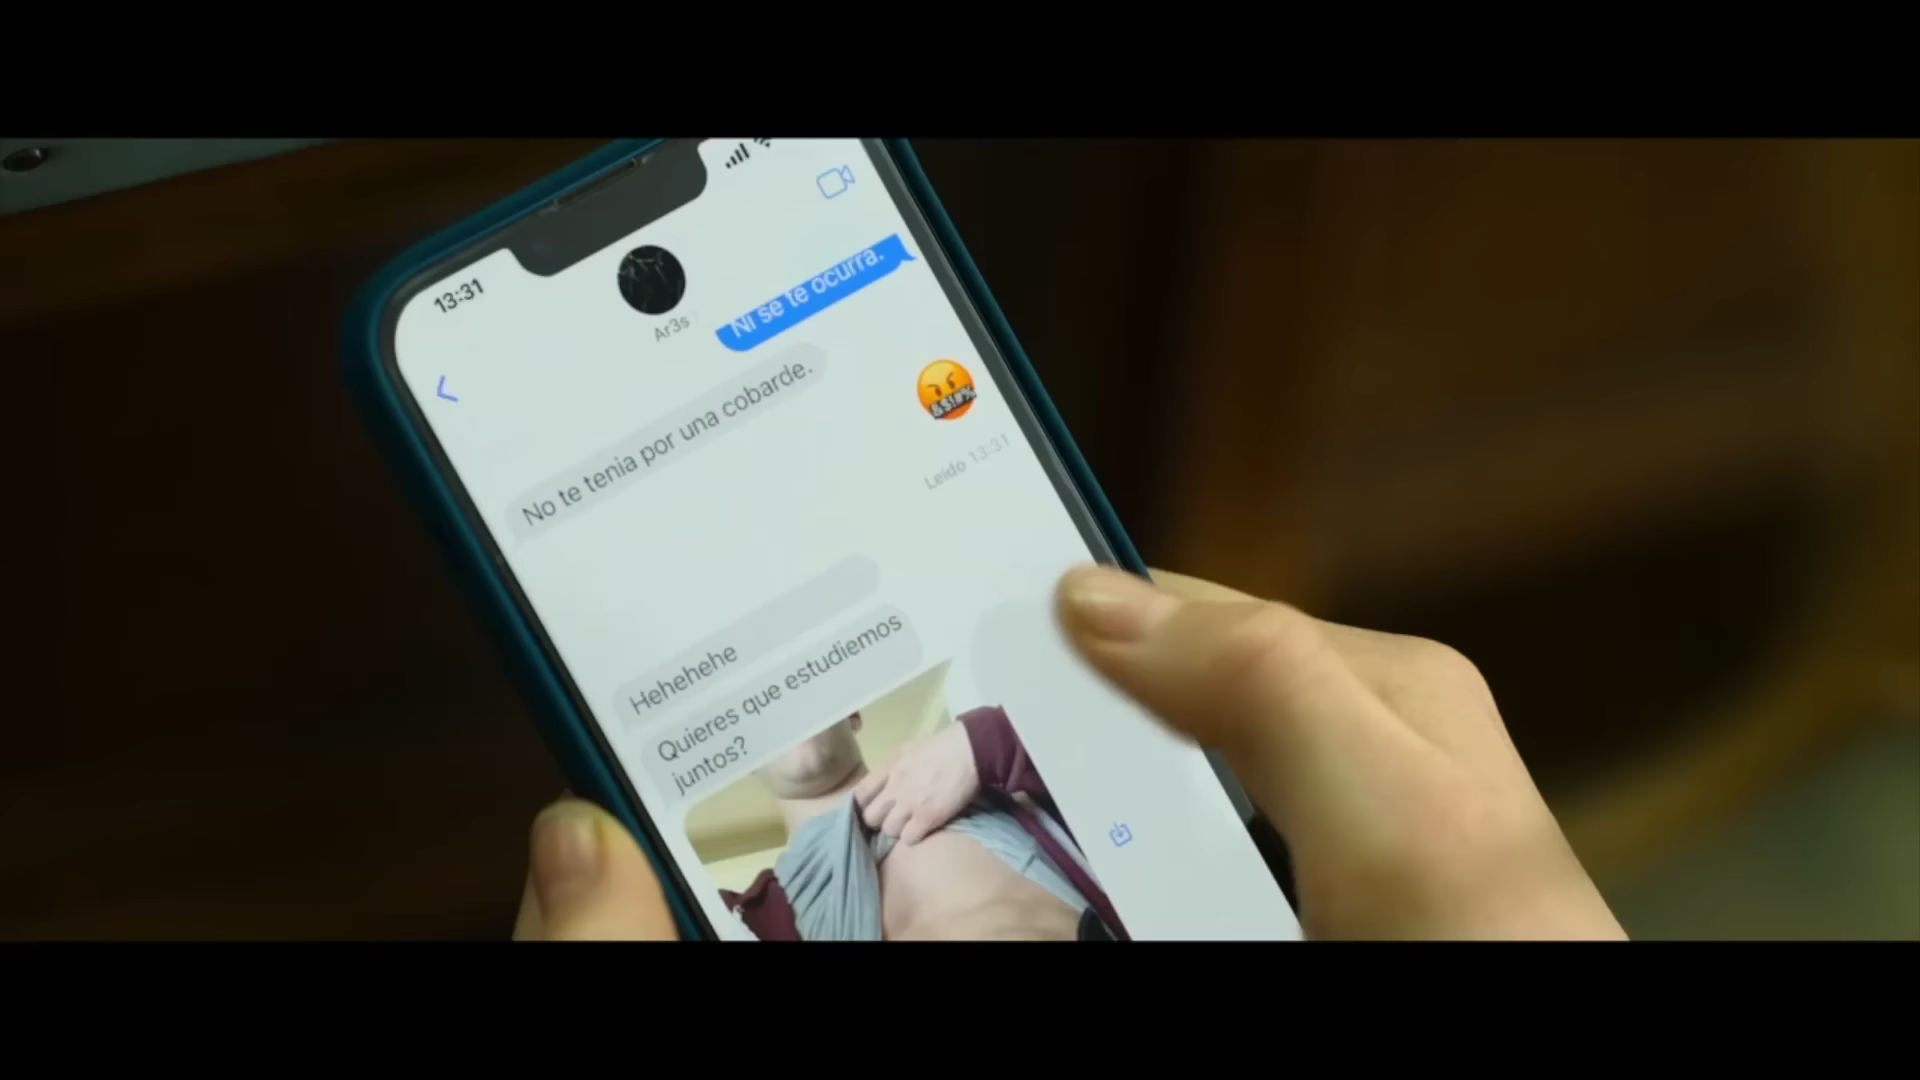 13:31
Ar3s
Ni se te ocurra.
No te tenia por una cobarde.
&$!#%
Leído 13:31
Hehehehe
Quieres que estudiemos
juntos?